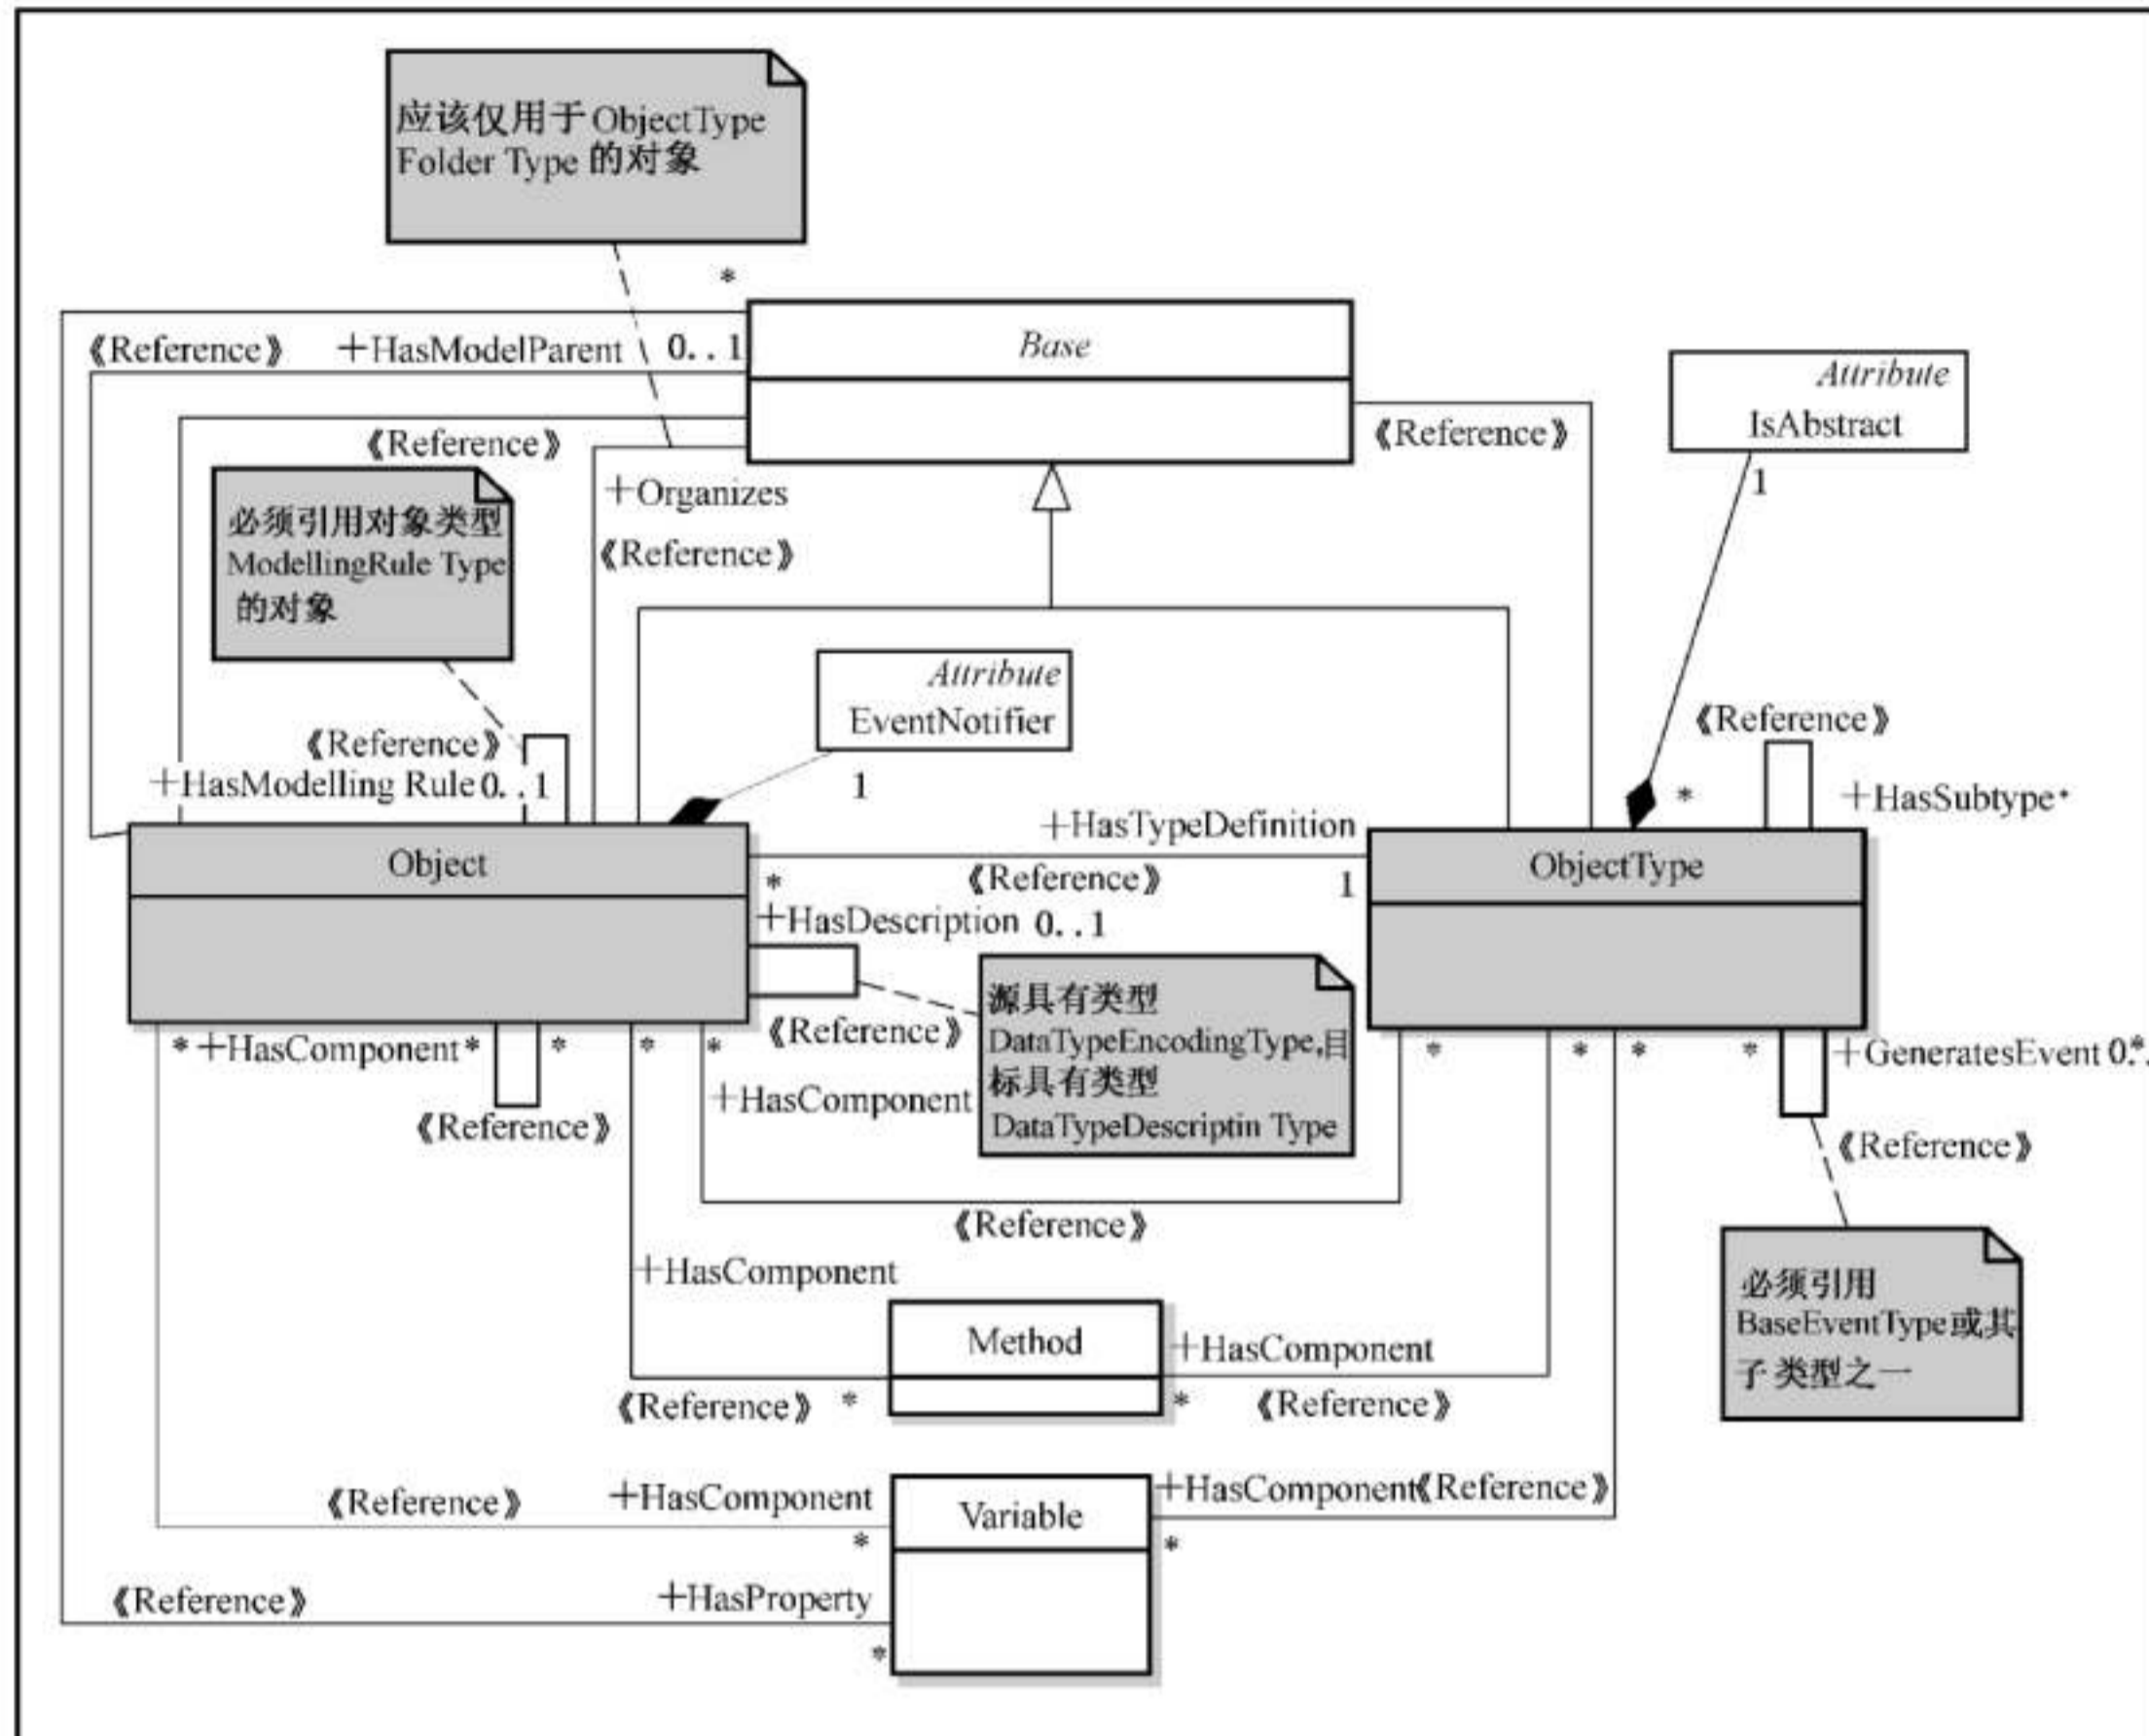 应该仅用于ObjectType
Folder Type 的对象
*
《Reference》 +HasModelParent 0..1
Base
Attribute
IsAbstract
1
《Reference》
《Reference》
+Organizes
《Reference》
必须引用对象类型
ModellingRule Type
的对象
Attribute
EventNotifier
1
《Reference》
+HasModelling Rule 0..1
《Reference》
*
+HasSubtype*
+HasTypeDefinition
Object
*
《Reference》
1
ObjectType
+HasDescription 0..1
源具有类型
DataTypeEncodingType,目
标具有类型
DataTypeDescriptin Type
《Reference》
* +HasComponent * * * *
《Reference》
+HasComponent
* * * * +GeneratesEvent 0..*
《Reference》
《Reference》
+HasComponent
必须引用
BaseEventType或其
子 类型之一
Method
+HasComponent
《Reference》 *
* 《Reference》
《Reference》 +HasComponent
*
Variable
+HasComponent《Reference》
*
《Reference》 +HasProperty
*